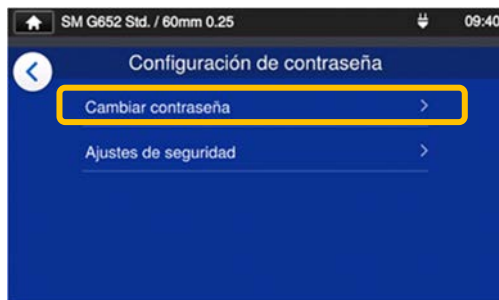 SM G652 Std. / 60mm 0.25 09:40
Configuración de contraseña
Cambiar contraseña
Ajustes de seguridad